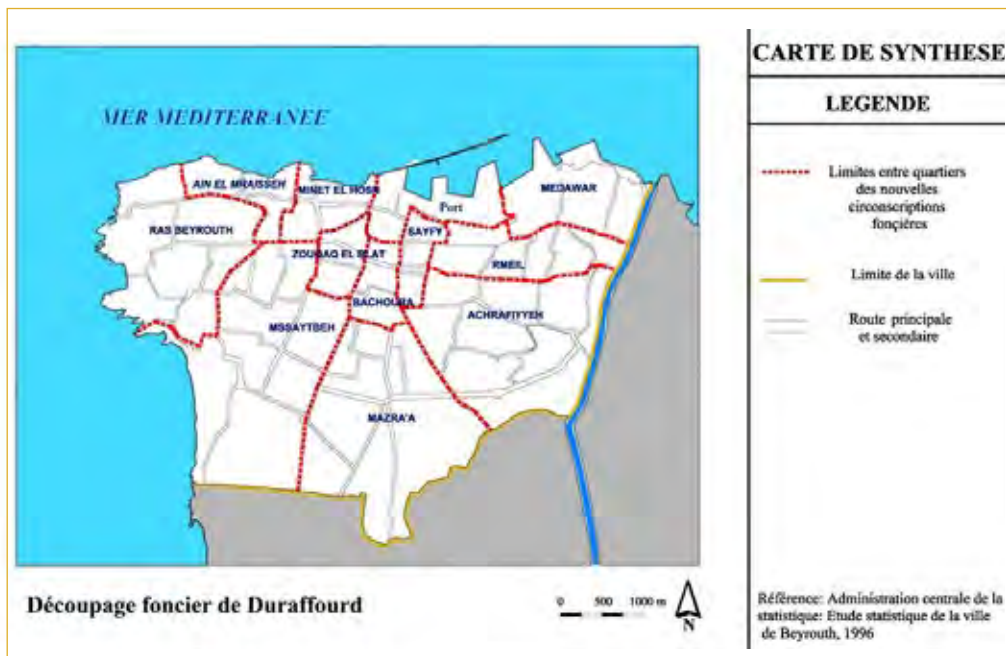 MER MEDITERRANEE
AIN EL MRAISSEH
MINET EL HOSN
MEDAWAR
Port
RAS BEYROUTH
SAYFY
ZOUQAQ EL BLAT
RMEIL
BACHOURA
ACHRAFIYYEH
MSSAYTBEH
MAZRA'A
Découpage foncier de Duraffourd
0 500 1000 m
N
CARTE DE SYNTHESE
LEGENDE
Limites entre quartiers
des nouvelles
circonscriptions
fonçières
Limite de la ville
Route principale
et secondaire
Référence: Administration centrale de la
statistique: Etude statistique de la ville
de Beyrouth, 1996